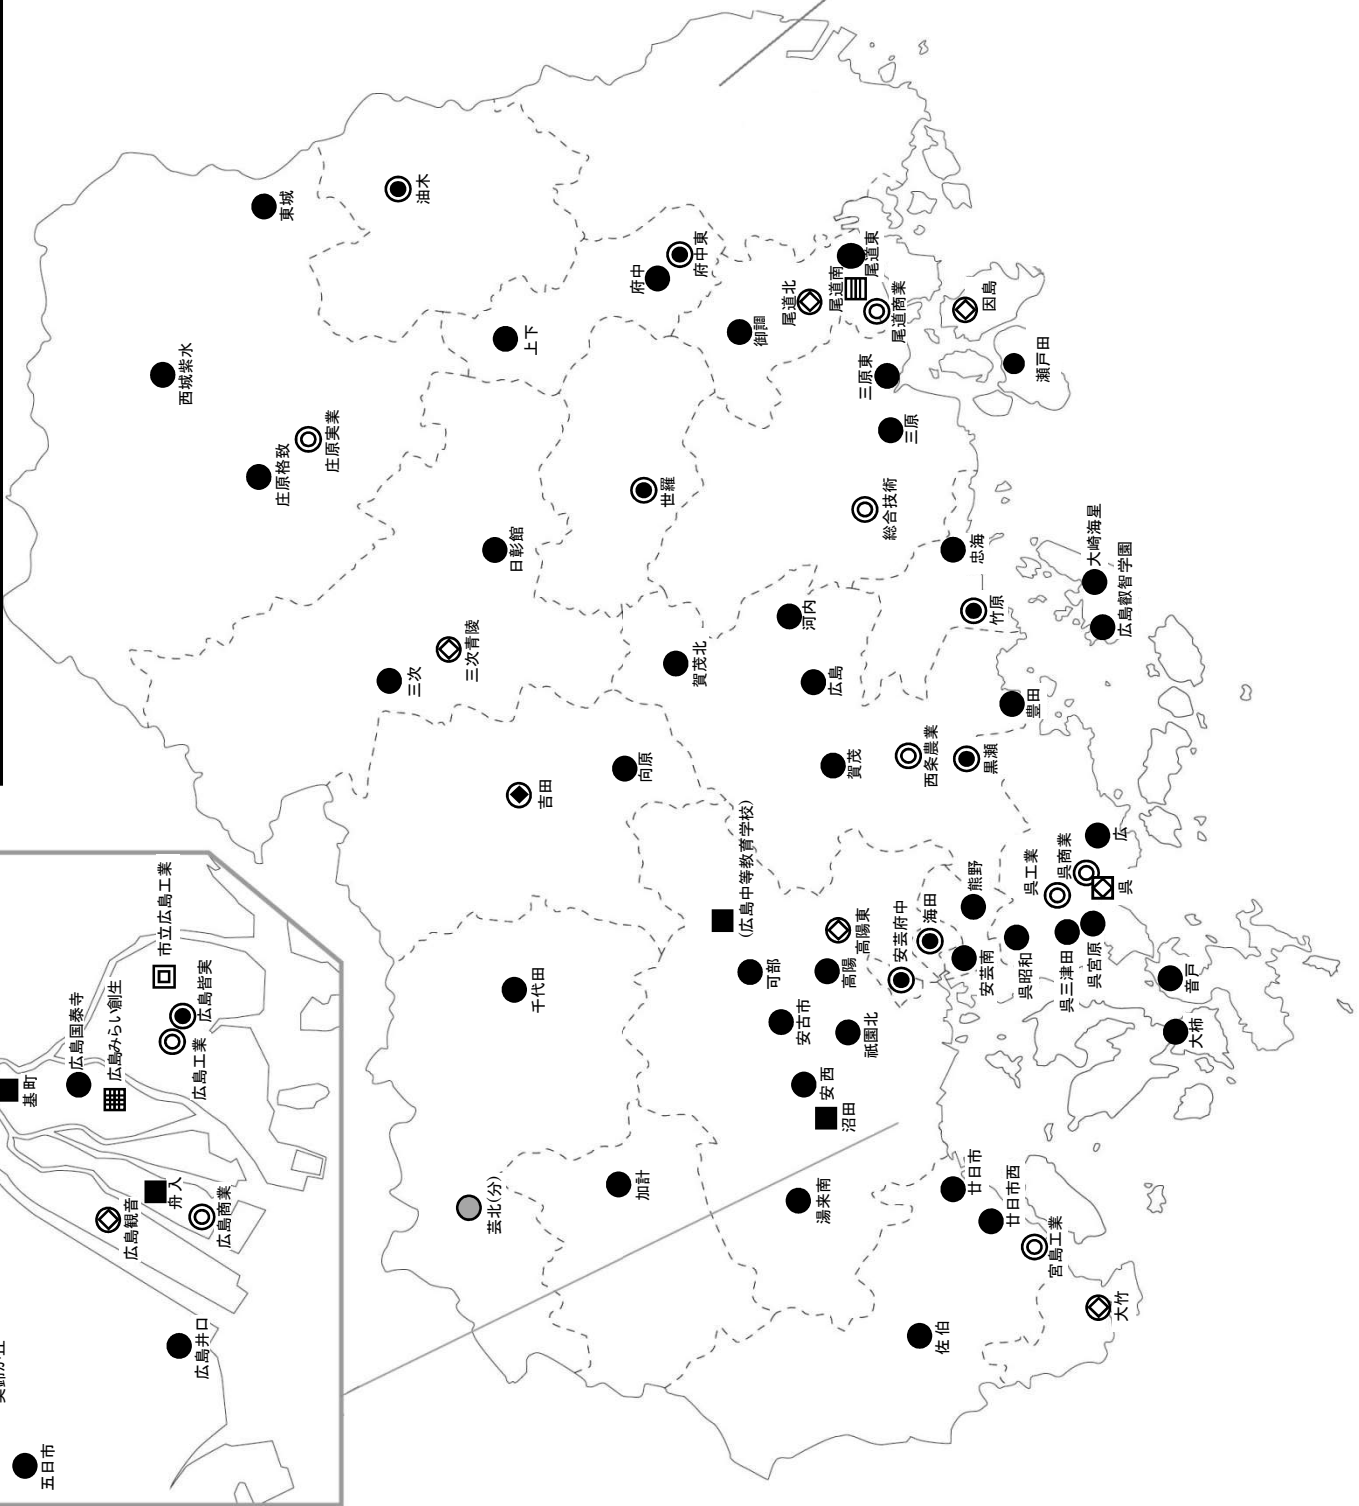 東城
油木
西城紫水
庄原格致
庄原実業
上下
府中
府中東
御調
尾道北
尾道南
尾道東
尾道商業
因島
瀬戸田
三原東
三原
世羅
総合技術
日彰館
忠海
竹原
大崎海星
広島叡智学園
三次
三次青陵
賀茂北
河内
広島
豊田
賀茂
西条農業
黒瀬
吉田
向原
(広島中等教育学校)
高陽東
高陽
可部
安古市
祇園北
安西
沼田
安芸府中
海田
熊野
安芸南
呉昭和
呉工業
呉商業
呉
広
呉三津田
呉宮原
音戸
大柿
千代田
芸北(分)
加計
湯来南
廿日市
廿日市西
宮島工業
大竹
佐伯
市立広島工業
広島皆実
広島工業
広島みらい創生
広島国泰寺
基町
舟入
広島観音
広島商業
広島井口
五日市